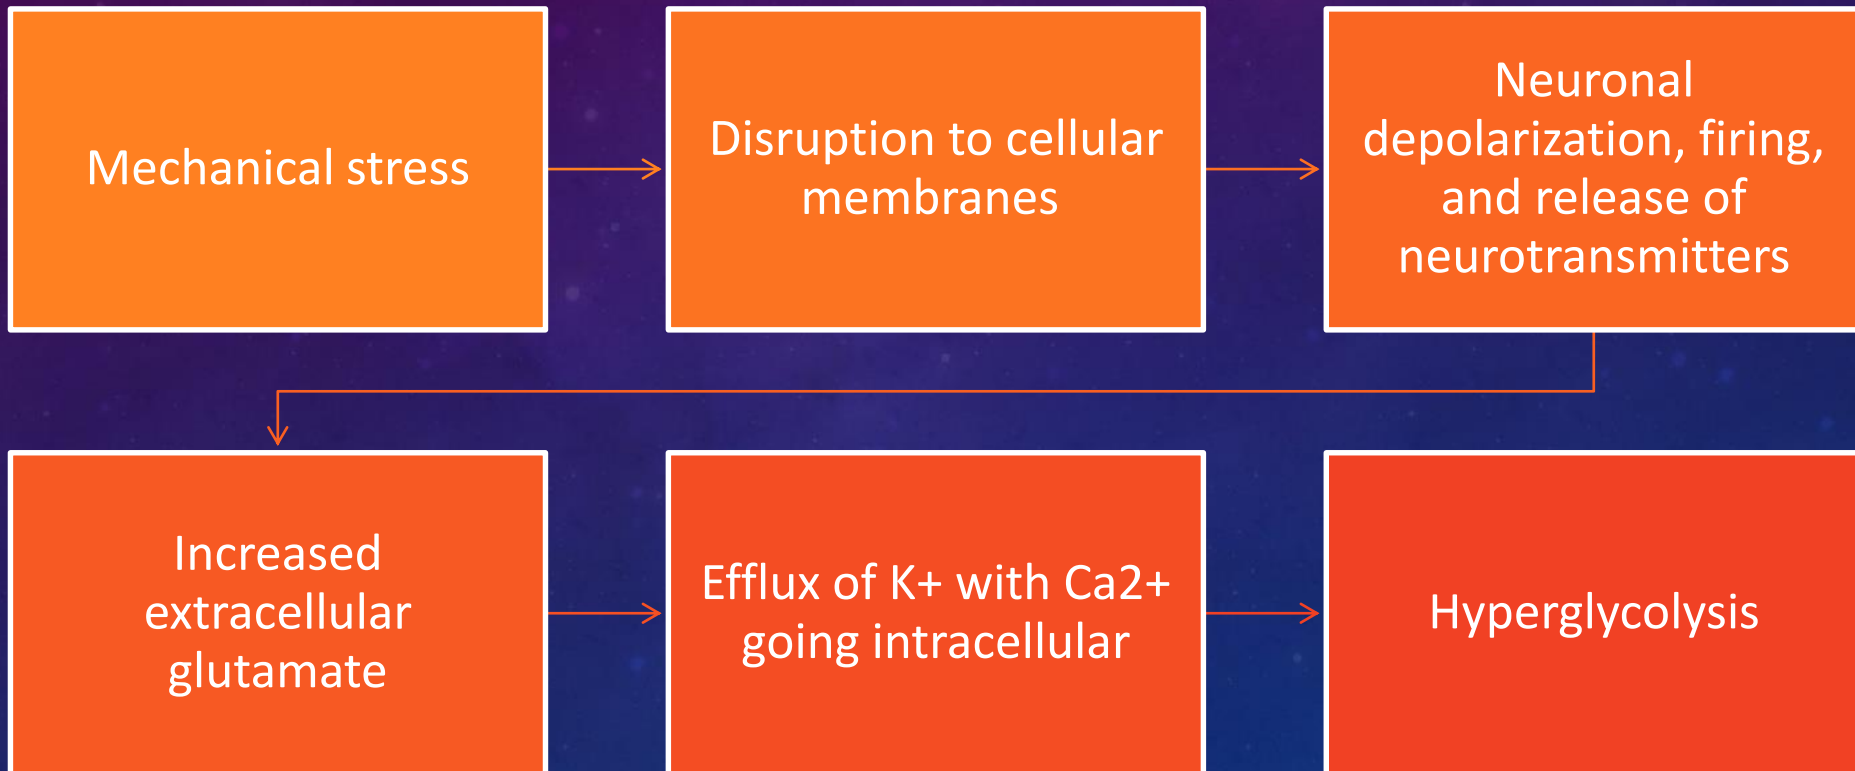 Mechanical stress
Disruption to cellular
membranes
Neuronal
depolarization, firing,
and release of
neurotransmitters
Increased
extracellular
glutamate
Efflux of K+ with Ca2+
going intracellular
Hyperglycolysis